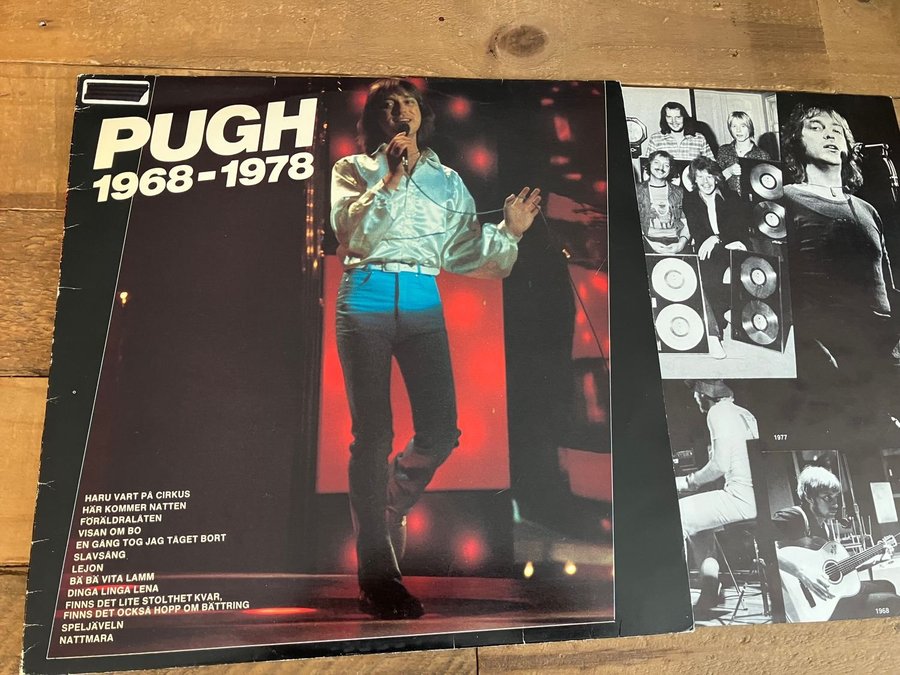 PUGH
1968-1978
HARU VART PÅ CIRKUS
HÄR KOMMER NATTEN
FÖRÄLDRALÅTEN
VISAN OM BO
EN GÅNG TOG JAG TÅGET BORT
SLAVSÅNG
LEJON
BÄ BÄ VITA LAMM
DINGA LINGA LENA
FINNS DET LITE STOLTHET KVAR,
FINNS DET OCKSÅ HOPP OM BÄTTRING
SPELJÄVELN
NATTMARA
1977
1968